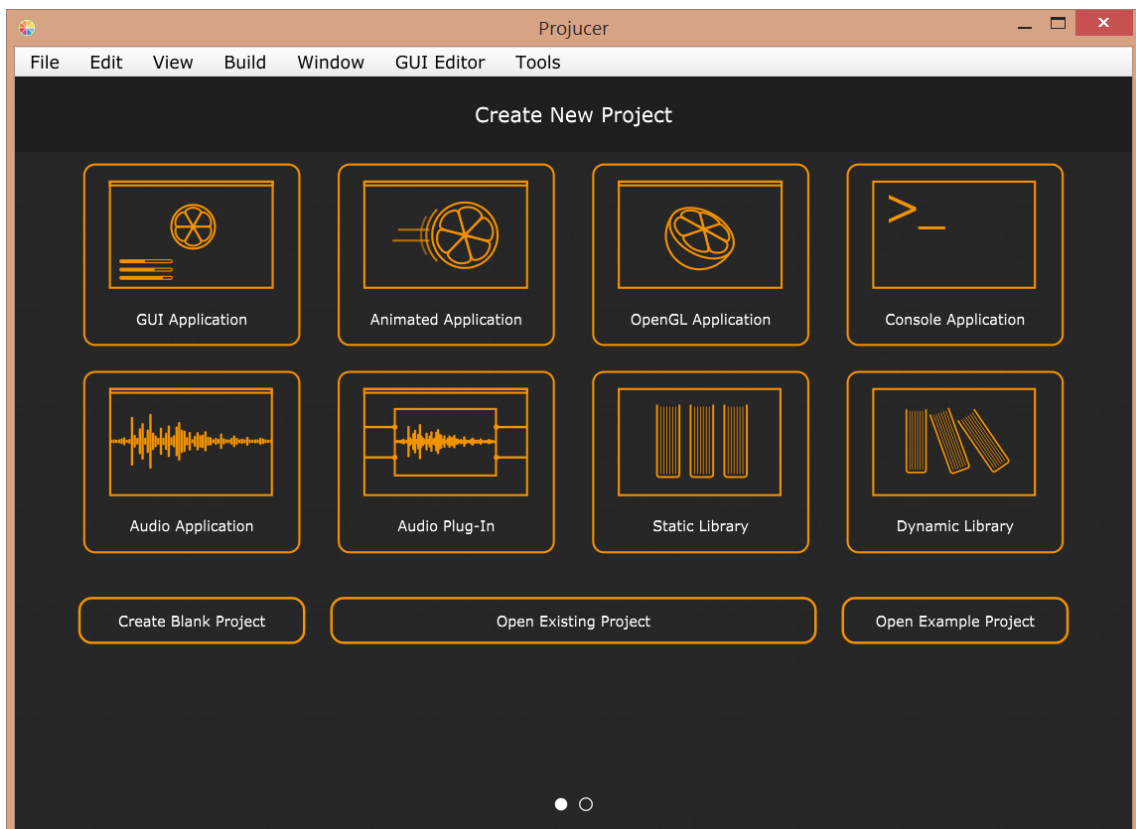 Projucer
File Edit View Build Window GUI Editor Tools
Create New Project
>_
GUI Application Animated Application OpenGL Application Console Application
Audio Application Audio Plug-In Static Library Dynamic Library
Create Blank Project Open Existing Project Open Example Project